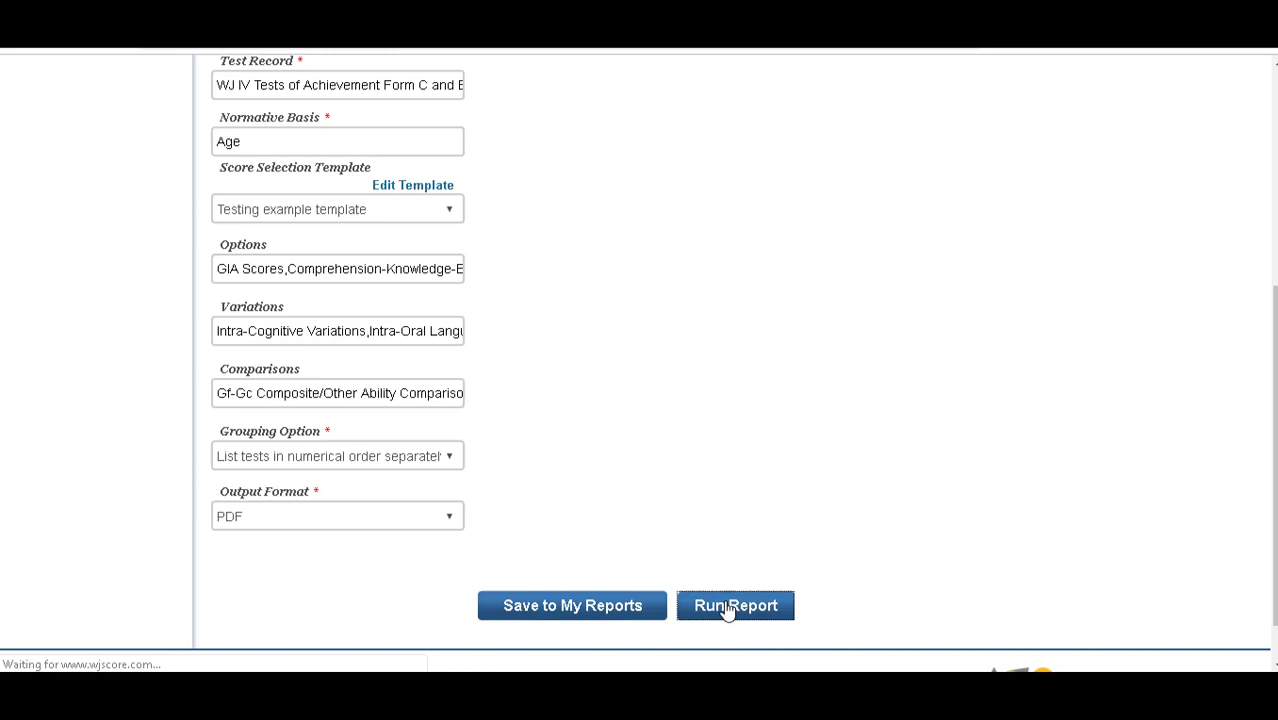 Test Record *
WJ IV Tests of Achievement Form C and E
Normative Basis *
Age
Score Selection Template
Edit Template
Testing example template
Options
GIA Scores,Comprehension-Knowledge-E
Variations
Intra-Cognitive Variations,Intra-Oral Langu
Comparisons
Gf-Gc Composite/Other Ability Compariso
Grouping Option *
List tests in numerical order separatel
Output Format *
PDF
Save to My Reports
Run Report
Waiting for www.wjscore.com...